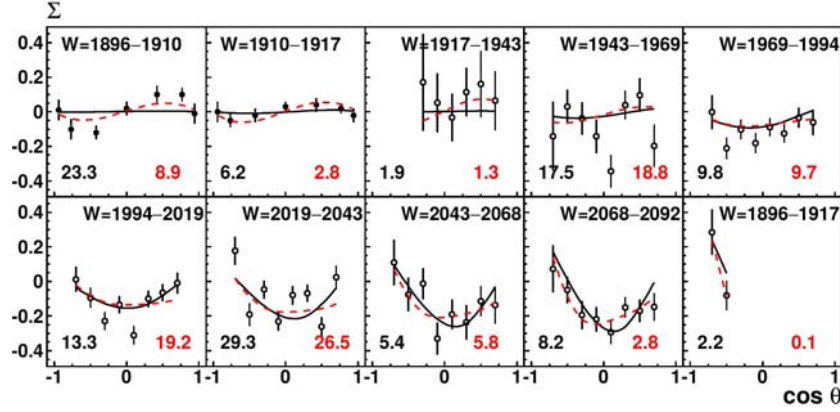 Σ
W=1896–1910 W=1910–1917 W=1917–1943 W=1943–1969 W=1969–1994
0.4
0.2
0
-0.2
-0.4
23.3 8.9 6.2 2.8 1.9 1.3 17.5 18.8 9.8 9.7
W=1994–2019 W=2019–2043 W=2043–2068 W=2068–2092 W=1896–1917
0.4
0.2
0
-0.2
-0.4
13.3 19.2 29.3 26.5 5.4 5.8 8.2 2.8 2.2 0.1
-1 0 1 -1 0 1 -1 0 1 -1 0 1 -1 0 1
cos θ